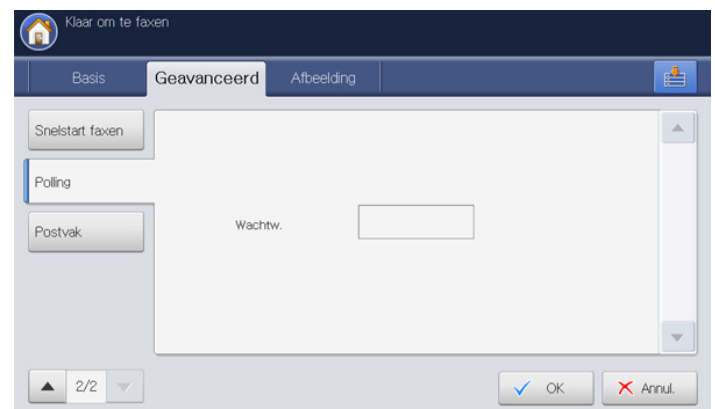 Klaar om te faxen
Basis Geavanceerd Afbeelding
Snelstart faxen
Polling
Postvak
Wachtw.
2/2
OK Annul.